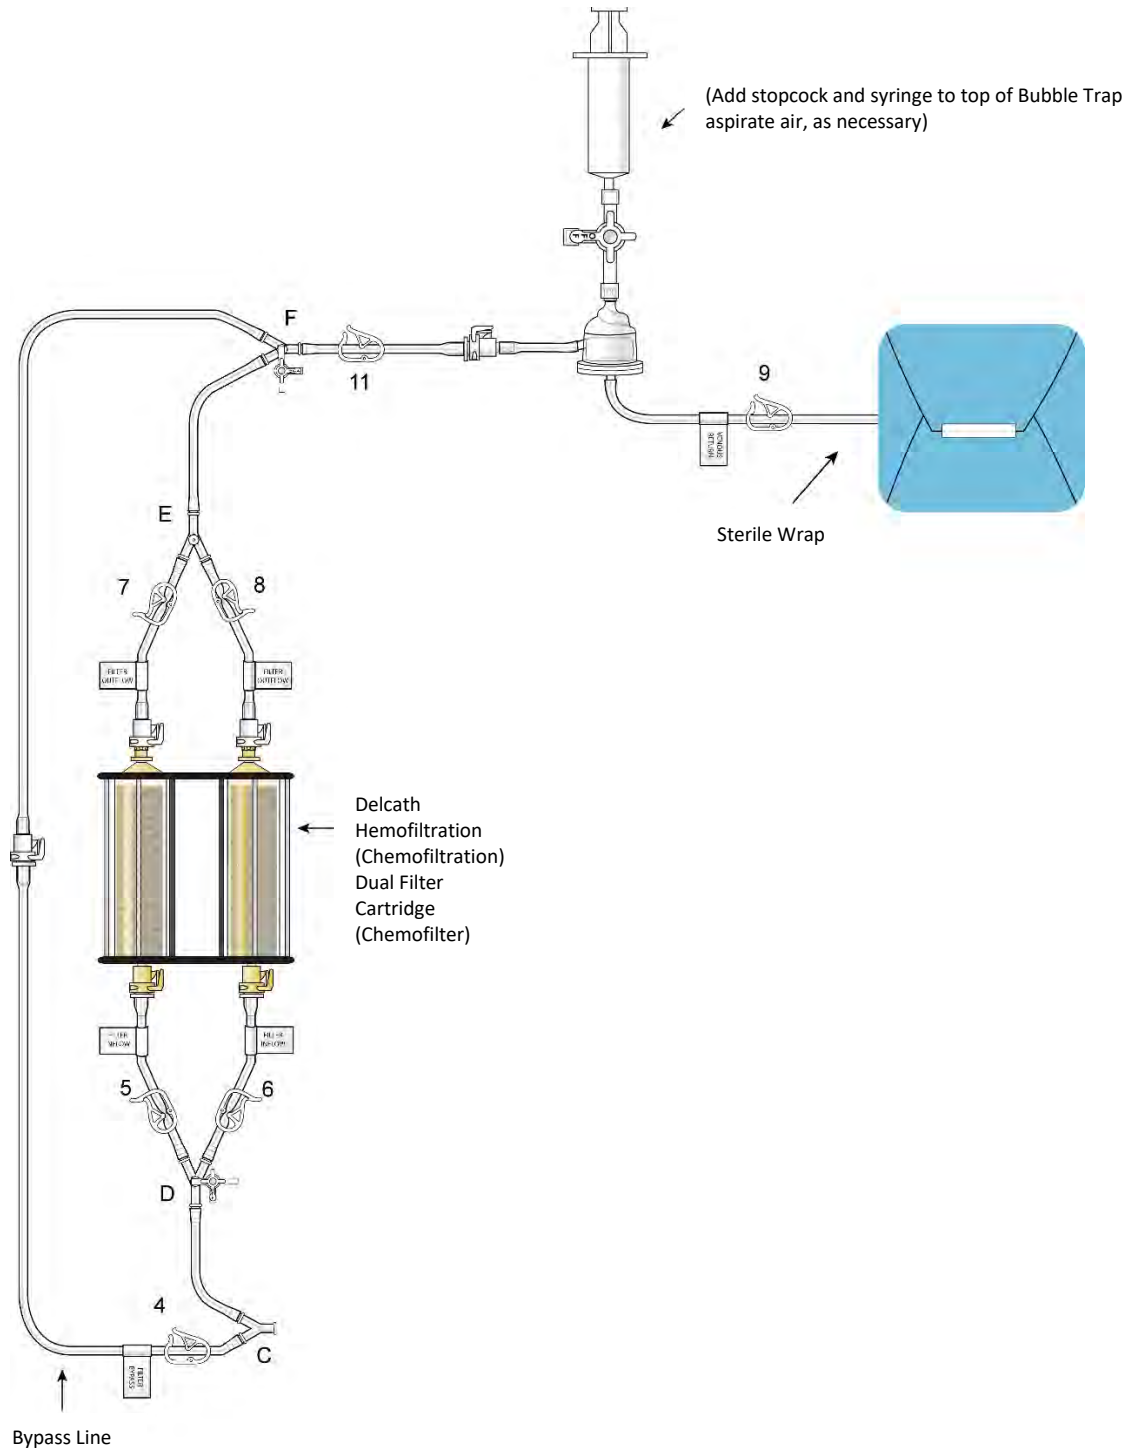 (Add stopcock and syringe to top of Bubble Trap
aspirate air, as necessary)
F
11
9
VENOUS
RETURN
Sterile Wrap
E
7
8
FILTER
OUTFLOW
FILTER
OUTFLOW
Delcath
Hemofiltration
(Chemofiltration)
Dual Filter
Cartridge
(Chemofilter)
FILTER
INFLOW
FILTER
INFLOW
5
6
D
4
C
FILTER
BYPASS
Bypass Line